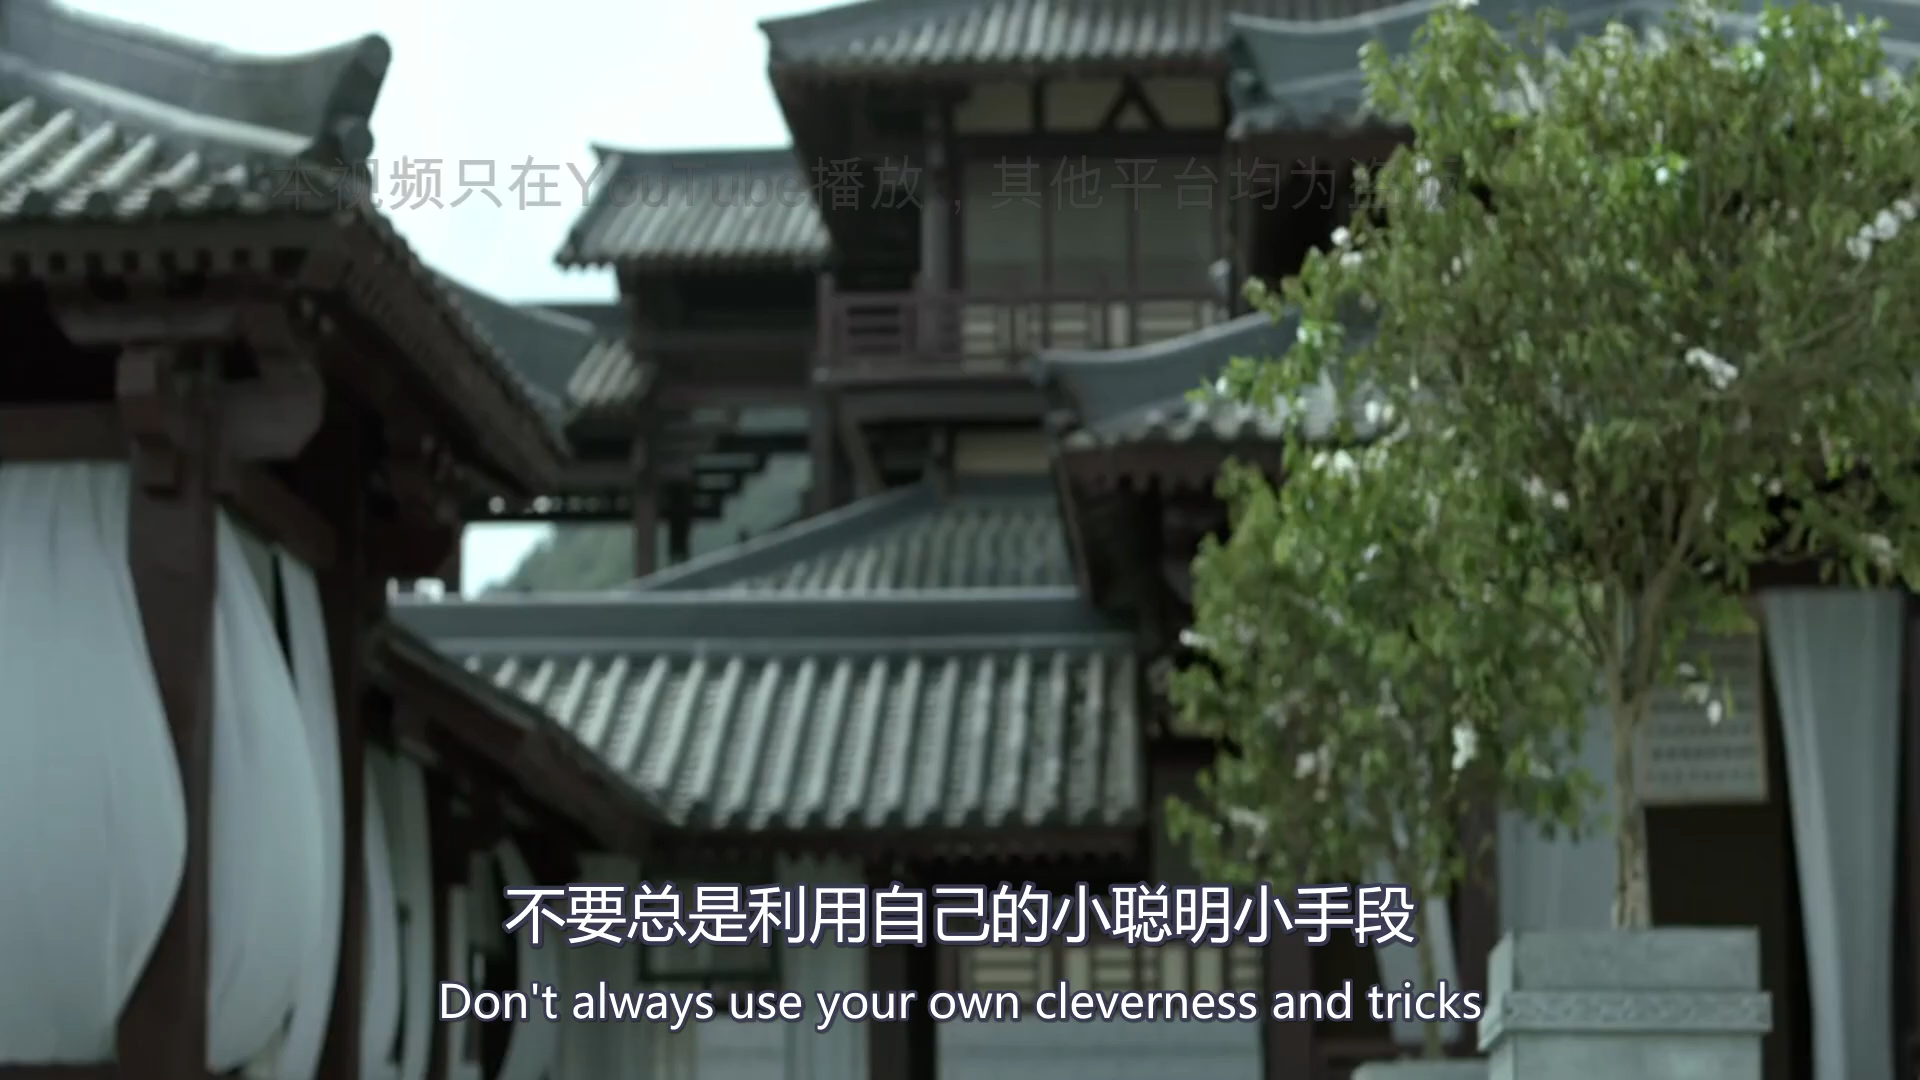 本视频只在YouTube播放，其他平台均为盗版
不要总是利用自己的小聪明小手段
Don't always use your own cleverness and tricks